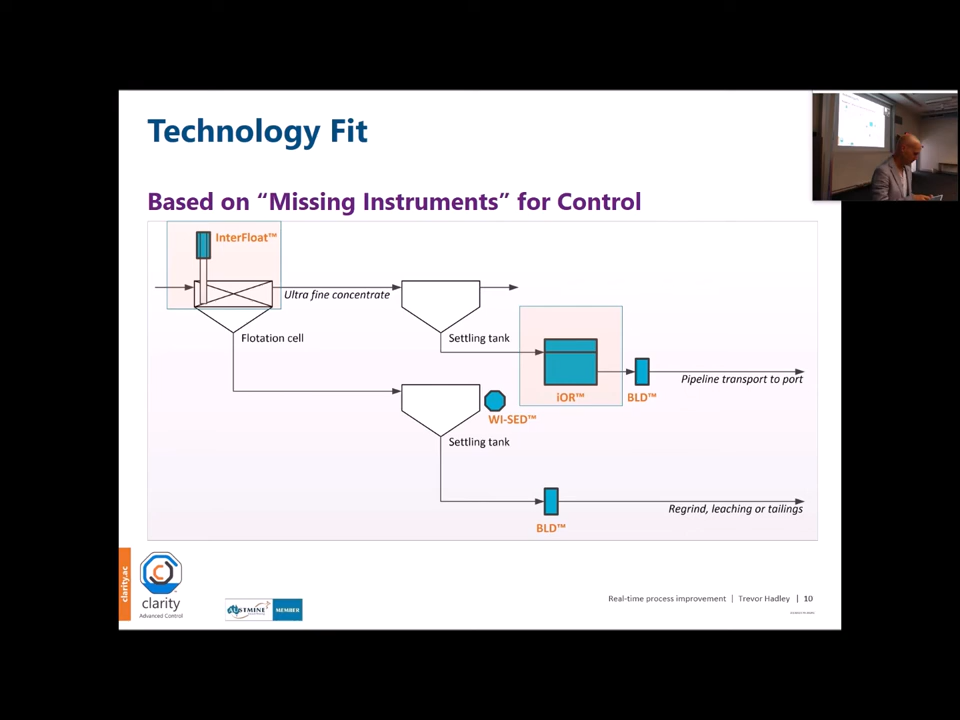 Technology Fit
Based on “Missing Instruments” for Control
InterFloat™
Ultra fine concentrate
Flotation cell
Settling tank
iOR™
BLD™
Pipeline transport to port
WI-SED™
Settling tank
BLD™
Regrind, leaching or tailings
clarity.ac
clarity
Advanced Control
MEMBER
Real-time process improvement | Trevor Hadley | 10